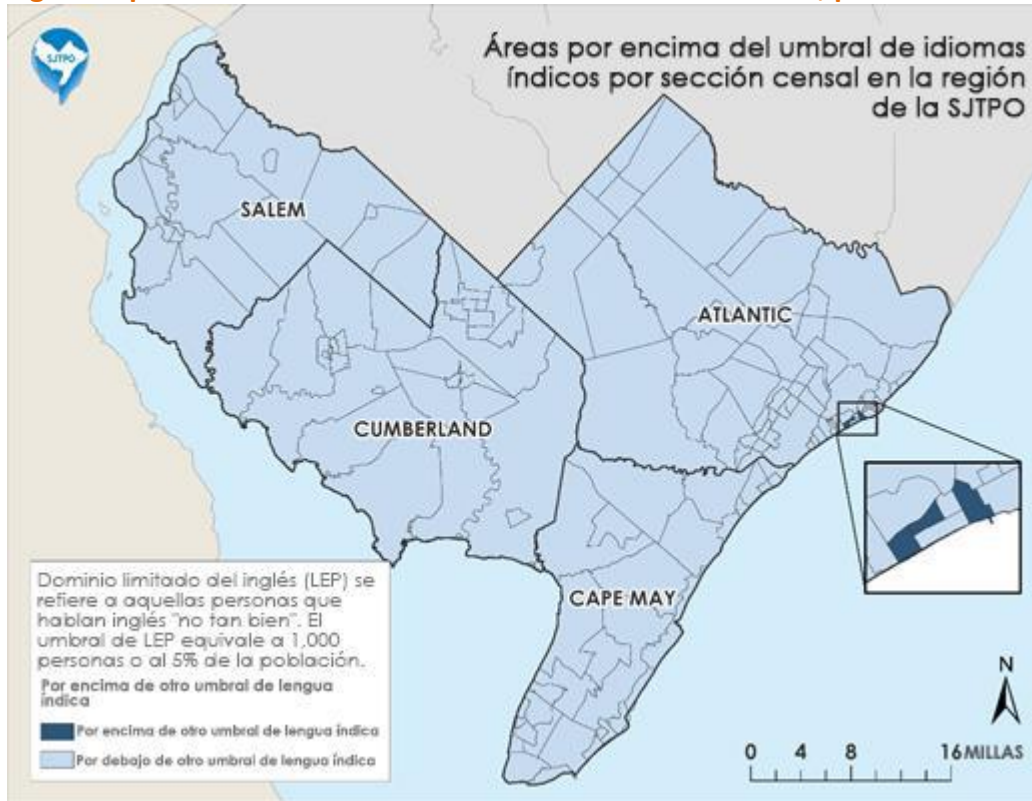 SJTPO
Áreas por encima del umbral de idiomas
índicos por sección censal en la región
de la SJTPO
SALEM
ATLANTIC
CUMBERLAND
CAPE MAY
Dominio limitado del inglés (LEP) se
refiere a aquellas personas que
hablan inglés "no tan bien". El
umbral de LEP equivale a 1,000
personas o al 5% de la población.
Por encima de otro umbral de lengua
índica
Por encima de otro umbral de lengua índica
Por debajo de otro umbral de lengua índica
N
0 4 8 16 MILLAS